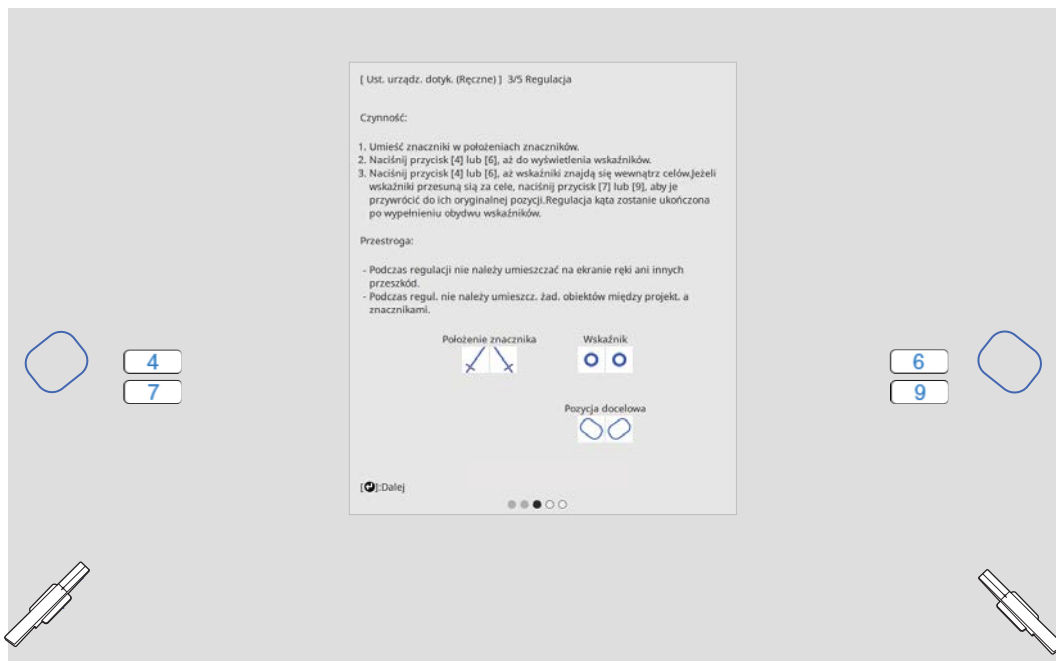 [ Ust. urządz. dotyk. (Ręczne) ] 3/5 Regulacja
Czynność:
1. Umieść znaczniki w położeniach znaczników.
2. Naciśnij przycisk [4] lub [6], aż do wyświetlenia wskaźników.
3. Naciśnij przycisk [4] lub [6], aż wskaźniki znajdą się wewnątrz celów.Jeżeli
wskaźniki przesuną sią za cele, naciśnij przycisk [7] lub [9], aby je
przywrócić do ich oryginalnej pozycji.Regulacja kąta zostanie ukończona
po wypełnieniu obydwu wskaźników.
Przestroga:
- Podczas regulacji nie należy umieszczać na ekranie ręki ani innych
przeszkód.
- Podczas regul. nie należy umieszcz. żad. obiektów między projekt. a
znacznikami.
Położenie znacznika Wskaźnik
4
7
6
9
Pozycja docelowa
[ ]:Dalej